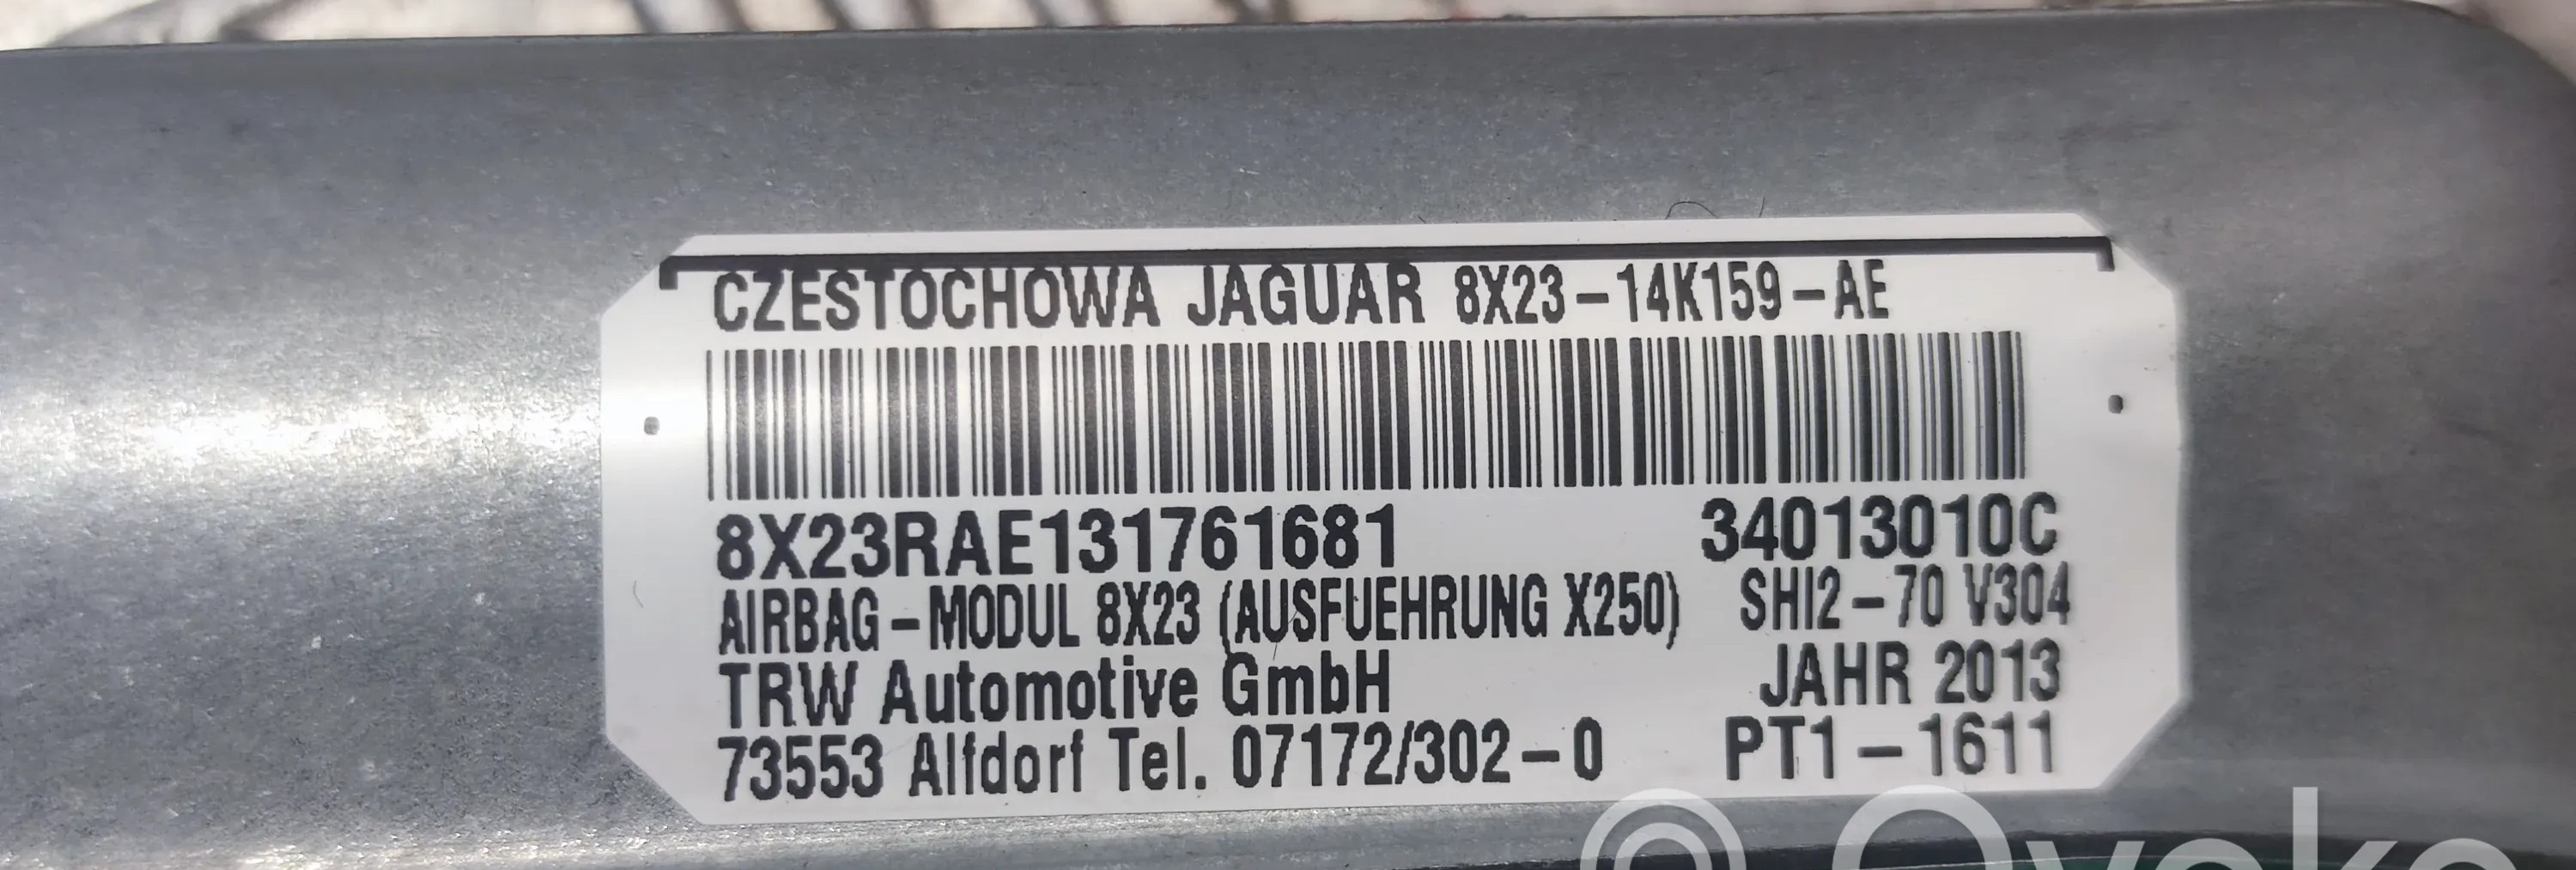 CZESTOCHOWA JAGUAR 8X23-14K159-AE
8X23RAE131761681 34013010C
AIRBAG-MODUL 8X23 (AUSFUEHRUNG X250) SHI2-70 V304
TRW Automotive GmbH JAHR 2013
73553 Alfdorf Tel. 07172/302-0 PT1-1611